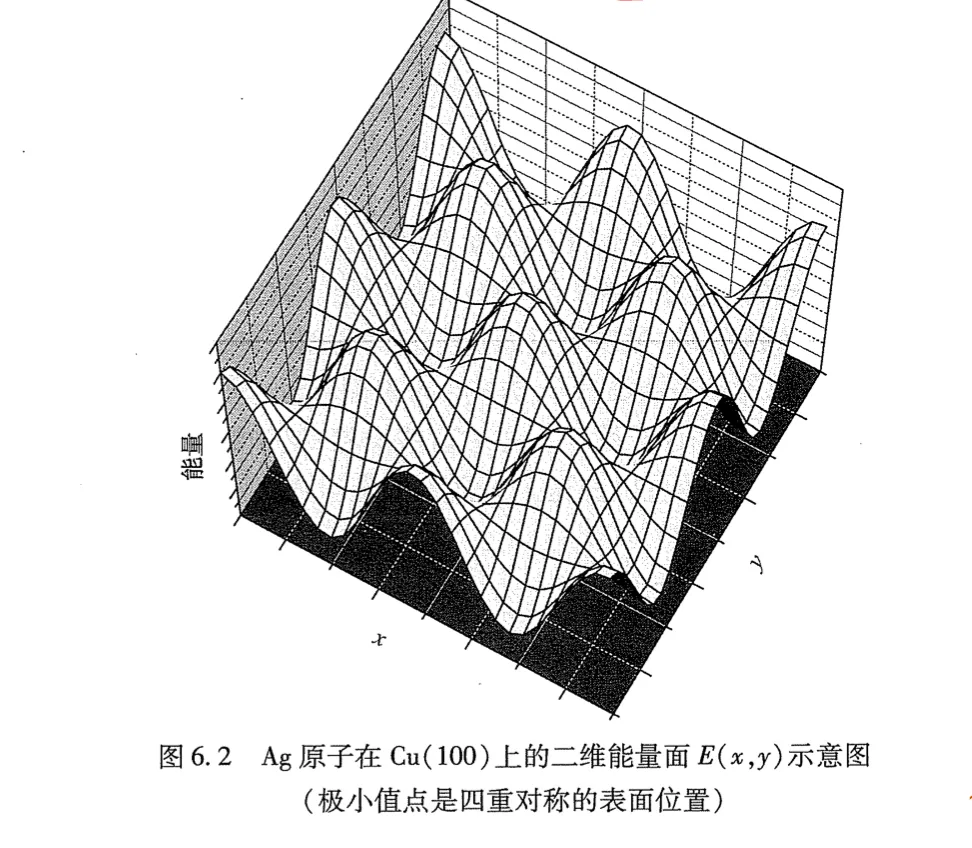 能量
x
y
图 6.2 Ag 原子在 Cu(100)上的二维能量面 E(x,y)示意图
(极小值点是四重对称的表面位置)